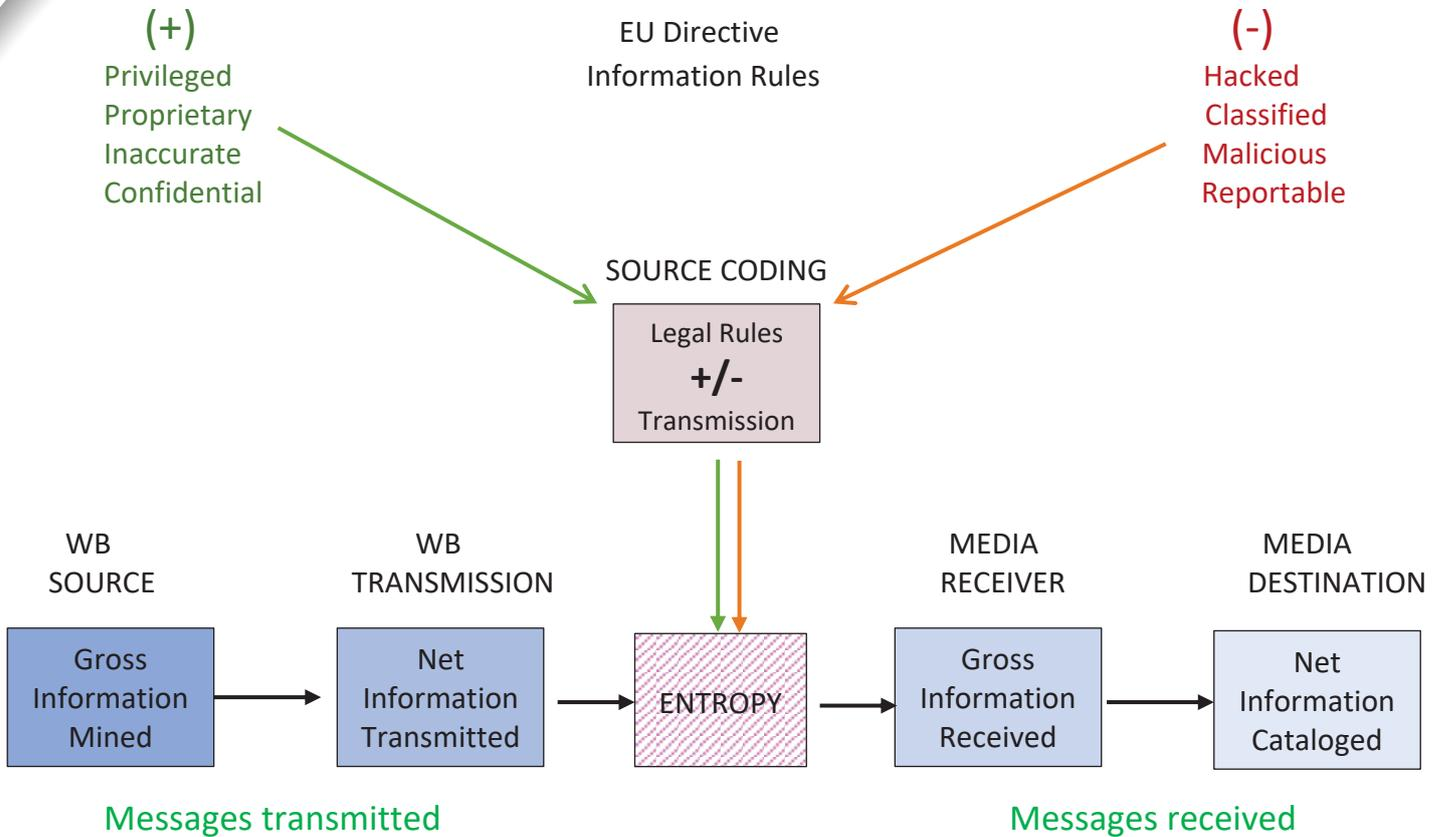 (+)
Privileged
Proprietary
Inaccurate
Confidential
EU Directive
Information Rules
(-)
Hacked
Classified
Malicious
Reportable
SOURCE CODING
Legal Rules
+/-
Transmission
WB
SOURCE
WB
TRANSMISSION
MEDIA
RECEIVER
MEDIA
DESTINATION
Gross
Information
Mined
Net
Information
Transmitted
ENTROPY
Gross
Information
Received
Net
Information
Cataloged
Messages transmitted
Messages received